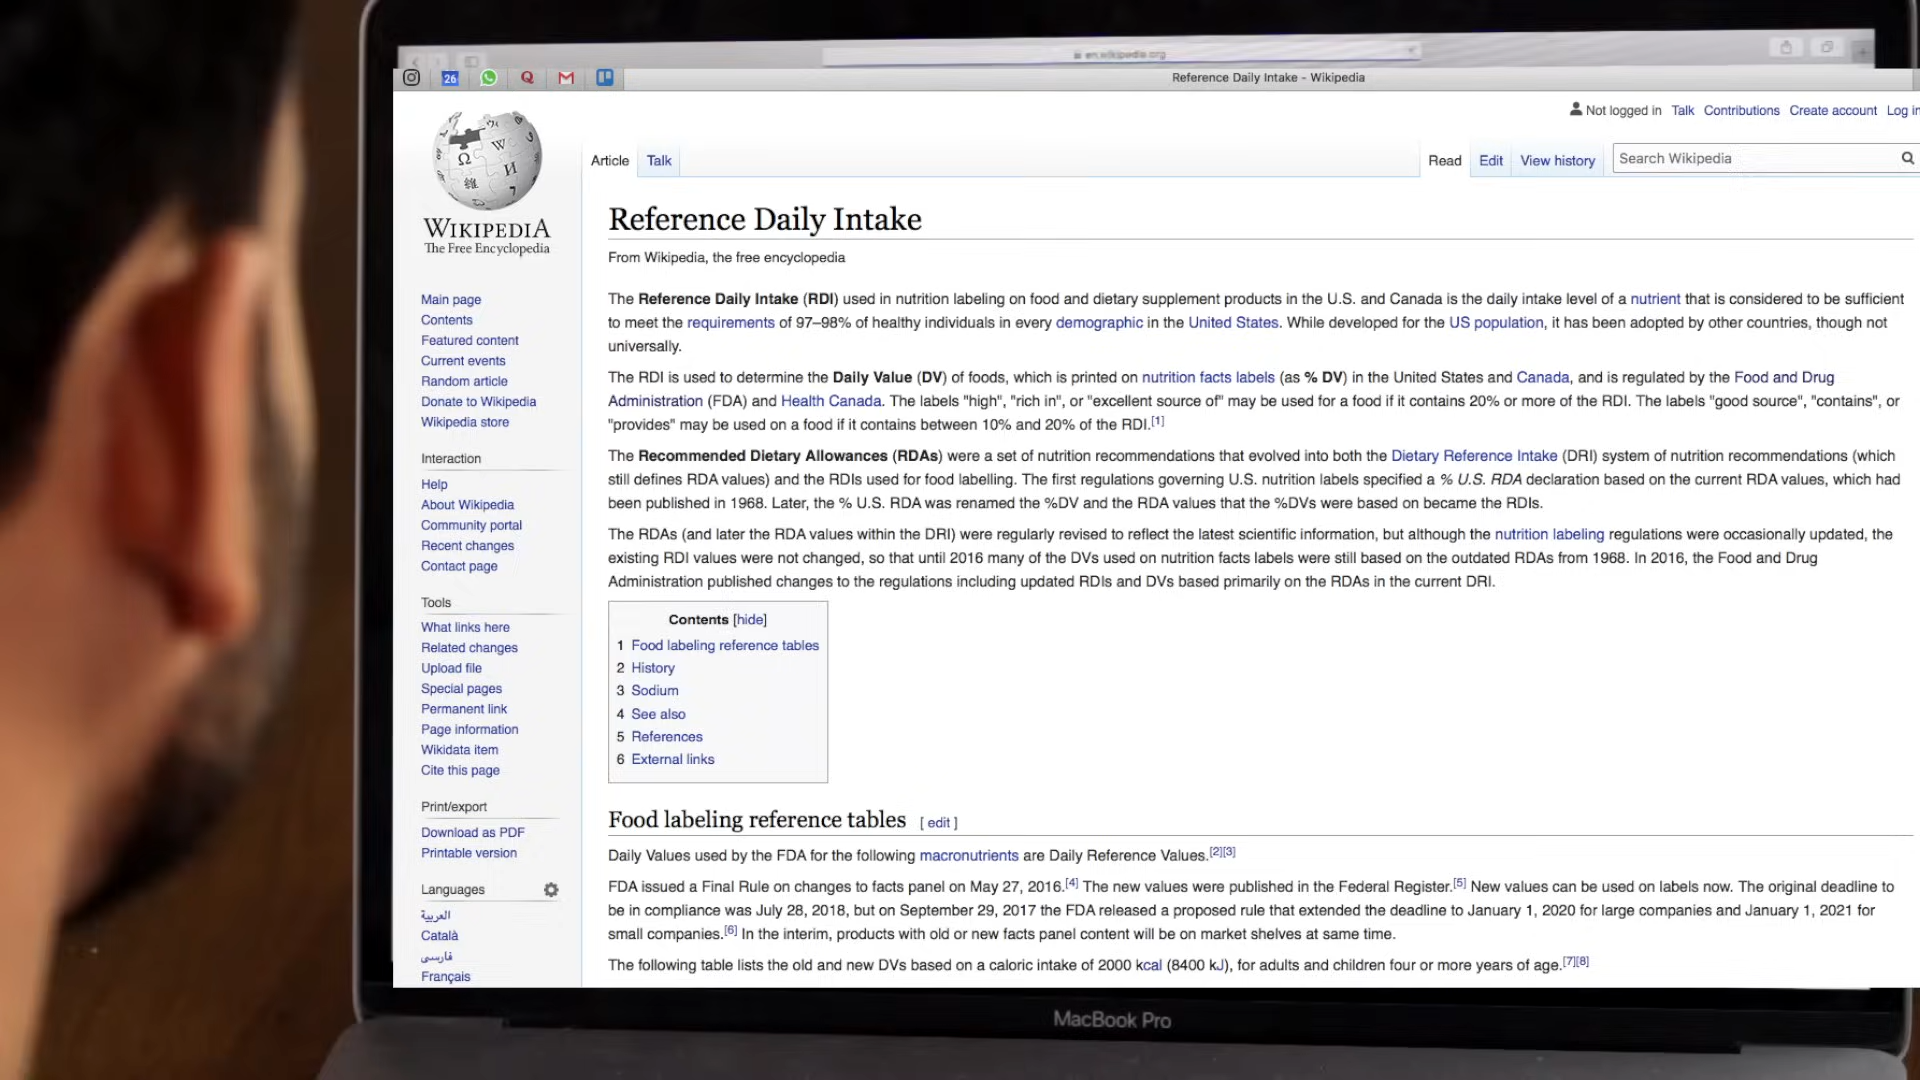 en.wikipedia.org
26
Reference Daily Intake - Wikipedia
Not logged in Talk Contributions Create account Log in
Article Talk Read Edit View history Search Wikipedia
WIKIPEDIA
The Free Encyclopedia
Main page
Contents
Featured content
Current events
Random article
Donate to Wikipedia
Wikipedia store
Interaction
Help
About Wikipedia
Community portal
Recent changes
Contact page
Tools
What links here
Related changes
Upload file
Special pages
Permanent link
Page information
Wikidata item
Cite this page
Print/export
Download as PDF
Printable version
Languages
العربية
Català
فارسی
Français
Reference Daily Intake
From Wikipedia, the free encyclopedia
The Reference Daily Intake (RDI) used in nutrition labeling on food and dietary supplement products in the U.S. and Canada is the daily intake level of a nutrient that is considered to be sufficient
to meet the requirements of 97–98% of healthy individuals in every demographic in the United States. While developed for the US population, it has been adopted by other countries, though not
universally.
The RDI is used to determine the Daily Value (DV) of foods, which is printed on nutrition facts labels (as % DV) in the United States and Canada, and is regulated by the Food and Drug
Administration (FDA) and Health Canada. The labels "high", "rich in", or "excellent source of" may be used for a food if it contains 20% or more of the RDI. The labels "good source", "contains", or
"provides" may be used on a food if it contains between 10% and 20% of the RDI.[1]
The Recommended Dietary Allowances (RDAs) were a set of nutrition recommendations that evolved into both the Dietary Reference Intake (DRI) system of nutrition recommendations (which
still defines RDA values) and the RDIs used for food labelling. The first regulations governing U.S. nutrition labels specified a % U.S. RDA declaration based on the current RDA values, which had
been published in 1968. Later, the % U.S. RDA was renamed the %DV and the RDA values that the %DVs were based on became the RDIs.
The RDAs (and later the RDA values within the DRI) were regularly revised to reflect the latest scientific information, but although the nutrition labeling regulations were occasionally updated, the
existing RDI values were not changed, so that until 2016 many of the DVs used on nutrition facts labels were still based on the outdated RDAs from 1968. In 2016, the Food and Drug
Administration published changes to the regulations including updated RDIs and DVs based primarily on the RDAs in the current DRI.
Contents [hide]
1 Food labeling reference tables
2 History
3 Sodium
4 See also
5 References
6 External links
Food labeling reference tables [ edit ]
Daily Values used by the FDA for the following macronutrients are Daily Reference Values.[2][3]
FDA issued a Final Rule on changes to facts panel on May 27, 2016.[4] The new values were published in the Federal Register.[5] New values can be used on labels now. The original deadline to
be in compliance was July 28, 2018, but on September 29, 2017 the FDA released a proposed rule that extended the deadline to January 1, 2020 for large companies and January 1, 2021 for
small companies.[6] In the interim, products with old or new facts panel content will be on market shelves at same time.
The following table lists the old and new DVs based on a caloric intake of 2000 kcal (8400 kJ), for adults and children four or more years of age.[7][8]
MacBook Pro